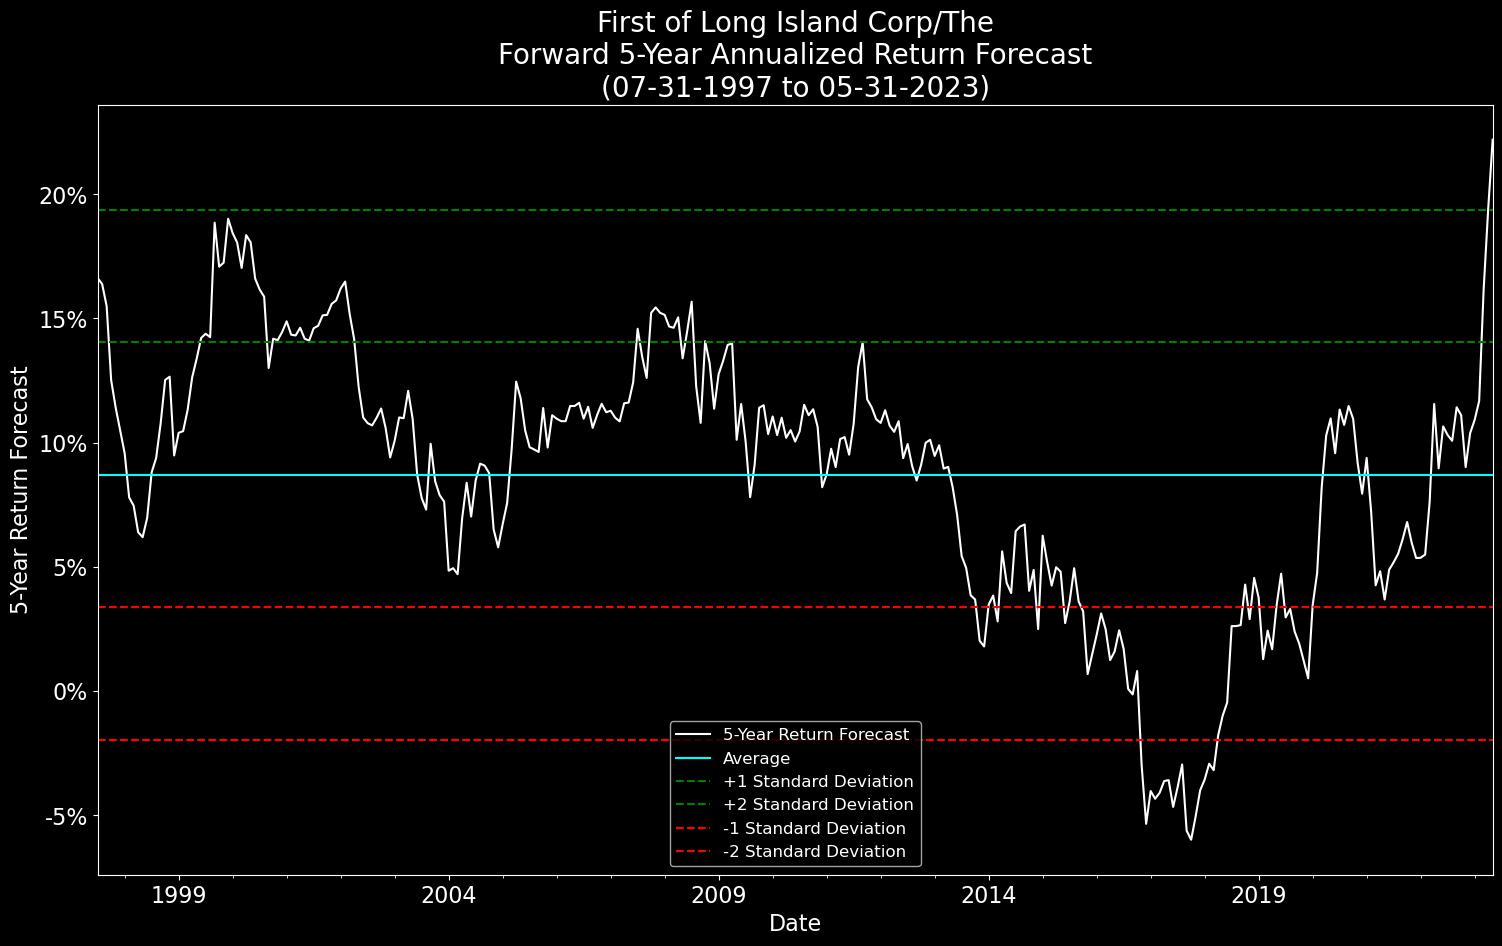 First of Long Island Corp/The
Forward 5-Year Annualized Return Forecast
(07-31-1997 to 05-31-2023)
5-Year Return Forecast
20%
15%
10%
5%
0%
-5%
5-Year Return Forecast
Average
+1 Standard Deviation
+2 Standard Deviation
-1 Standard Deviation
-2 Standard Deviation
1999
2004
2009
2014
2019
Date